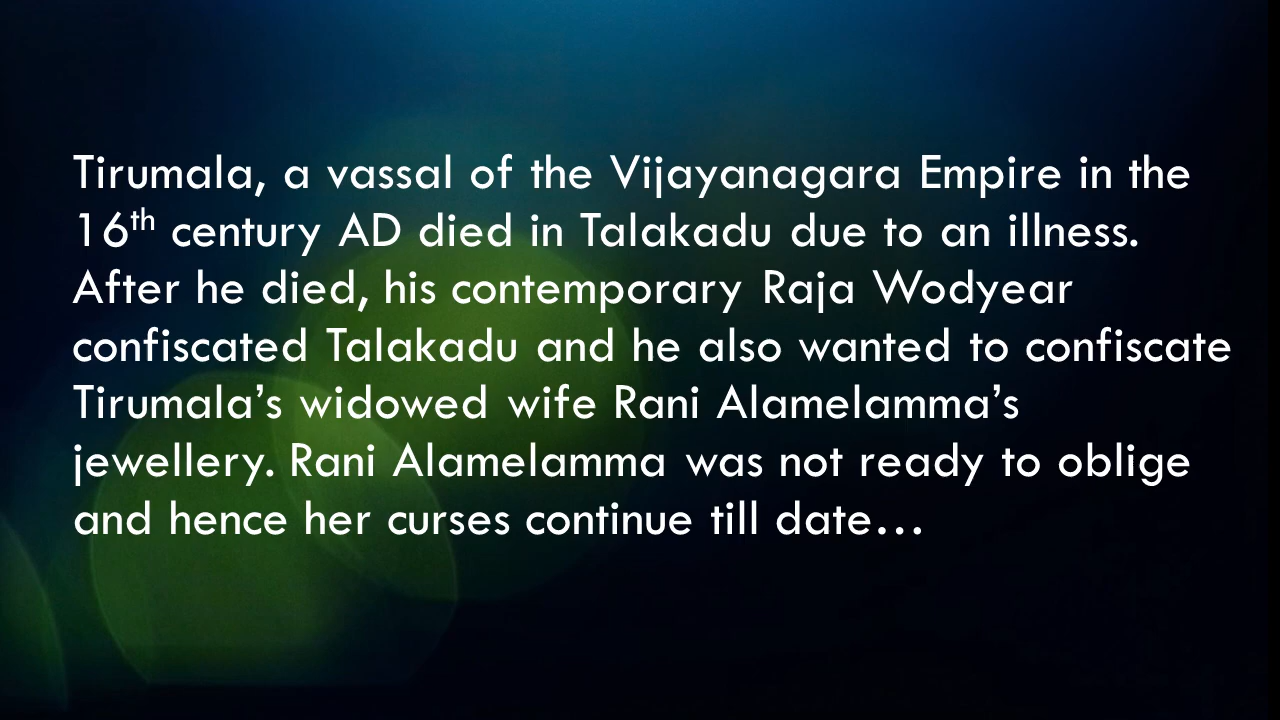 Tirumala, a vassal of the Vijayanagara Empire in the
16th century AD died in Talakadu due to an illness.
After he died, his contemporary Raja Wodyear
confiscated Talakadu and he also wanted to confiscate
Tirumala’s widowed wife Rani Alamelamma’s
jewellery. Rani Alamelamma was not ready to oblige
and hence her curses continue till date…